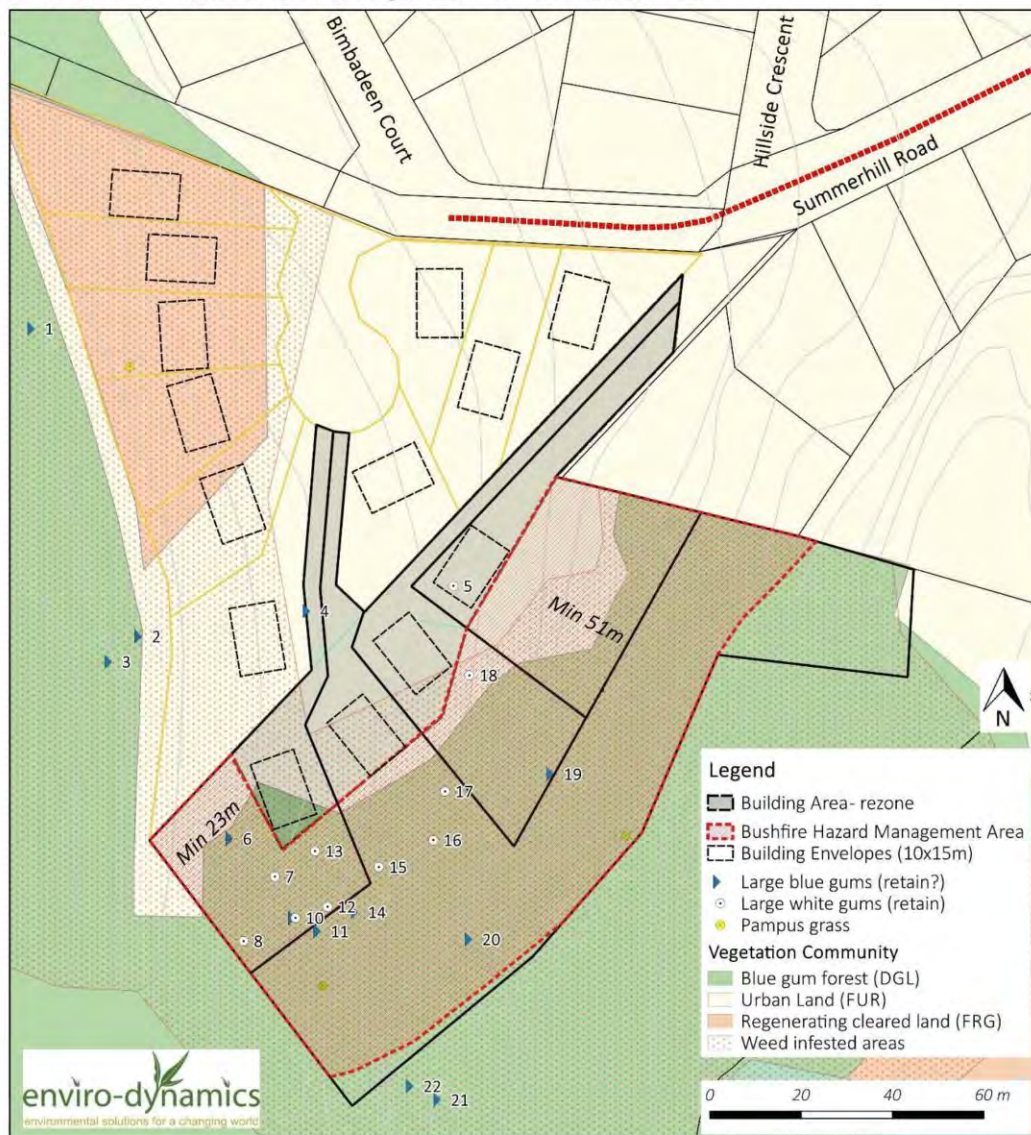 Bimbadeen Court
Hillside Crescent
Summerhill Road
1
2
3
4
5
Min 51m
18
19
17
Min 23m
6
13
16
7
15
12
14
10
11
8
20
22
21
N
Legend
Building Area- rezone
Bushfire Hazard Management Area
Building Envelopes (10x15m)
Large blue gums (retain?)
Large white gums (retain)
Pampus grass
Vegetation Community
Blue gum forest (DGL)
Urban Land (FUR)
Regenerating cleared land (FRG)
Weed infested areas
0 20 40 60 m
enviro-dynamics
environmental solutions for a changing world